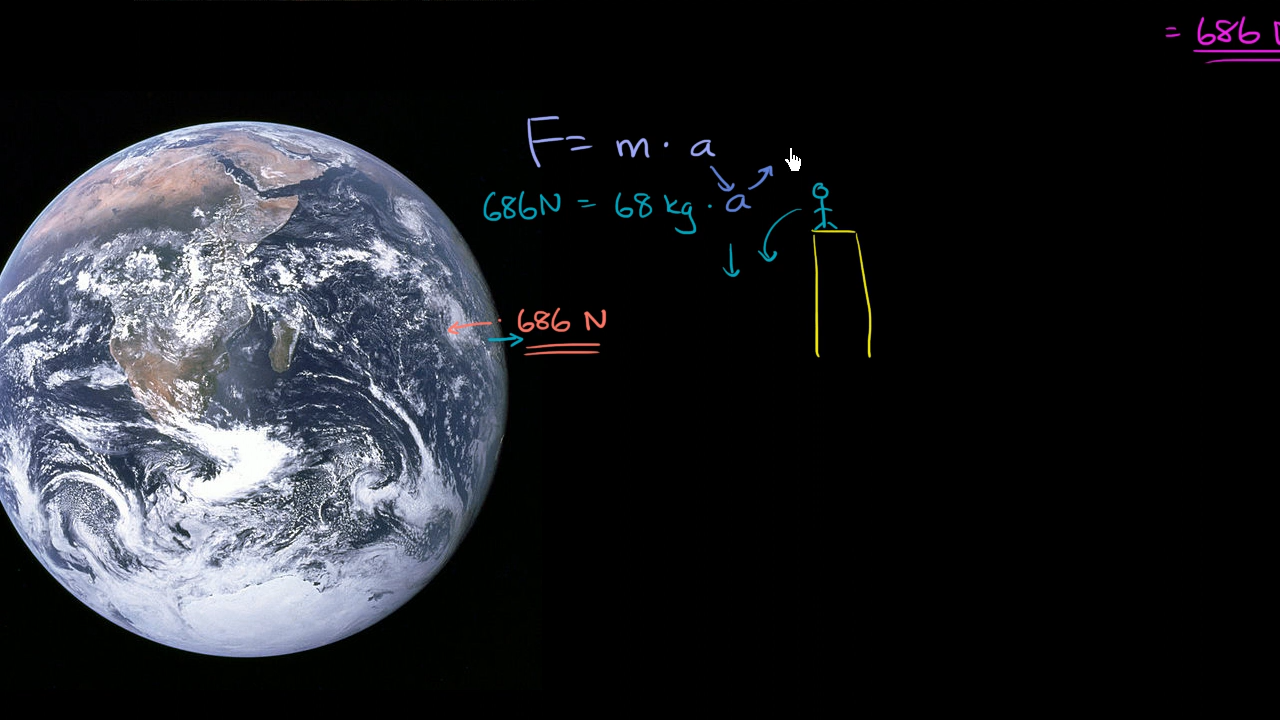 = 686
F = m · a
686N = 68 kg · a
686 N